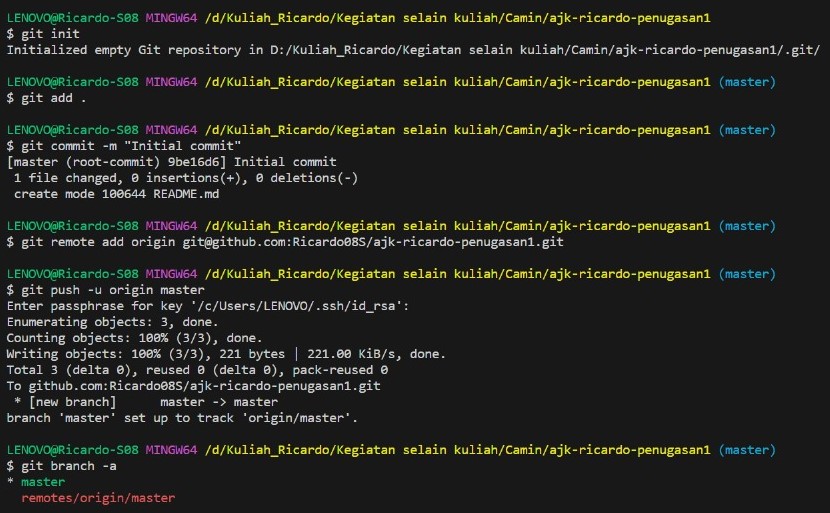 LENOVO@Ricardo-S08 MINGW64 /d/Kuliah_Ricardo/Kegiatan selain kuliah/Camin/ajk-ricardo-penugasan1
$ git init
Initialized empty Git repository in D:/Kuliah_Ricardo/Kegiatan selain kuliah/Camin/ajk-ricardo-penugasan1/.git/
LENOVO@Ricardo-S08 MINGW64 /d/Kuliah_Ricardo/Kegiatan selain kuliah/Camin/ajk-ricardo-penugasan1 (master)
$ git add .
LENOVO@Ricardo-S08 MINGW64 /d/Kuliah_Ricardo/Kegiatan selain kuliah/Camin/ajk-ricardo-penugasan1 (master)
$ git commit -m "Initial commit"
[master (root-commit) 9be16d6] Initial commit
1 file changed, 0 insertions(+), 0 deletions(-)
create mode 100644 README.md
LENOVO@Ricardo-S08 MINGW64 /d/Kuliah_Ricardo/Kegiatan selain kuliah/Camin/ajk-ricardo-penugasan1 (master)
$ git remote add origin git@github.com:Ricardo08S/ajk-ricardo-penugasan1.git
LENOVO@Ricardo-S08 MINGW64 /d/Kuliah_Ricardo/Kegiatan selain kuliah/Camin/ajk-ricardo-penugasan1 (master)
$ git push -u origin master
Enter passphrase for key '/c/Users/LENOVO/.ssh/id_rsa':
Enumerating objects: 3, done.
Counting objects: 100% (3/3), done.
Writing objects: 100% (3/3), 221 bytes | 221.00 KiB/s, done.
Total 3 (delta 0), reused 0 (delta 0), pack-reused 0
To github.com:Ricardo08S/ajk-ricardo-penugasan1.git
* [new branch]      master -> master
branch 'master' set up to track 'origin/master'.
LENOVO@Ricardo-S08 MINGW64 /d/Kuliah_Ricardo/Kegiatan selain kuliah/Camin/ajk-ricardo-penugasan1 (master)
$ git branch -a
* master
remotes/origin/master